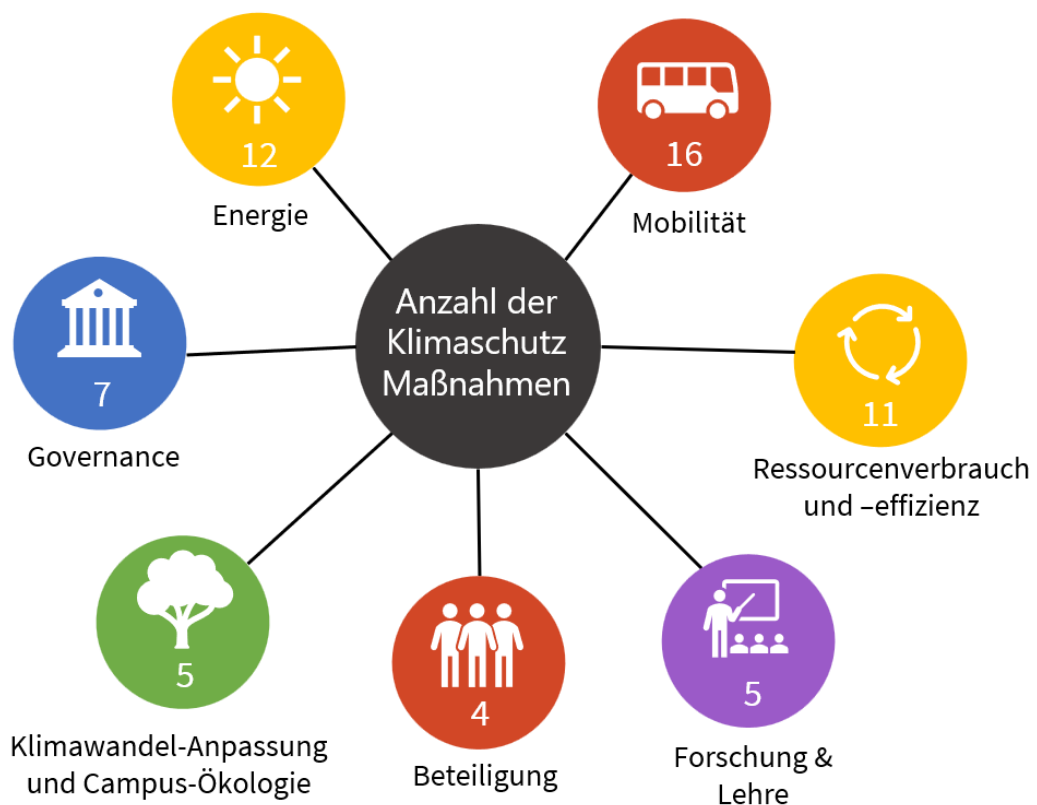 12
Energie
16
Mobilität
Anzahl der
Klimaschutz
Maßnahmen
7
Governance
11
Ressourcenverbrauch
und –effizienz
5
Klimawandel-Anpassung
und Campus-Ökologie
4
Beteiligung
5
Forschung &
Lehre